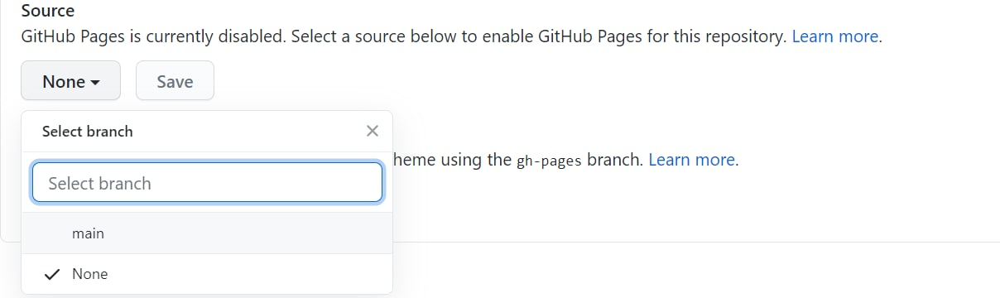 Source
GitHub Pages is currently disabled. Select a source below to enable GitHub Pages for this repository. Learn more.
None Save
Select branch
heme using the gh-pages branch. Learn more.
Select branch
main
None